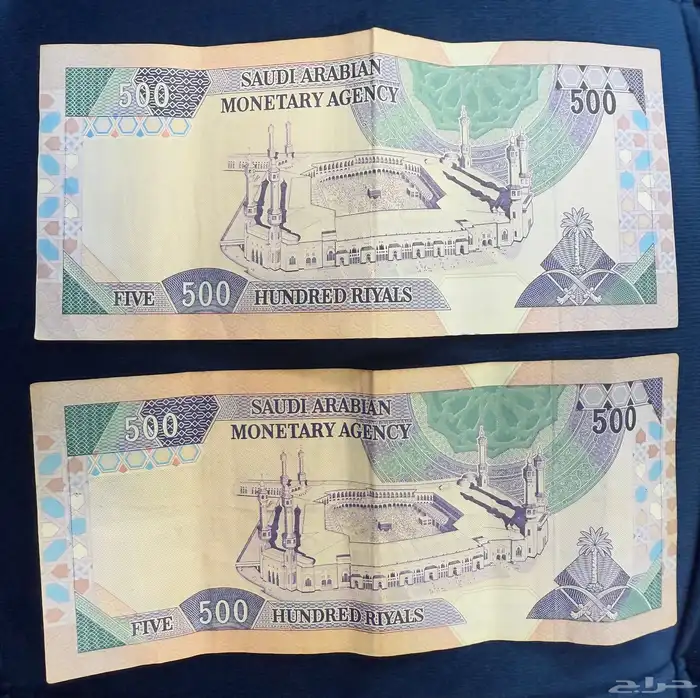 500
SAUDI ARABIAN
MONETARY AGENCY
500
FIVE 500 HUNDRED RIYALS
500
SAUDI ARABIAN
MONETARY AGENCY
500
FIVE 500 HUNDRED RIYALS
حراج